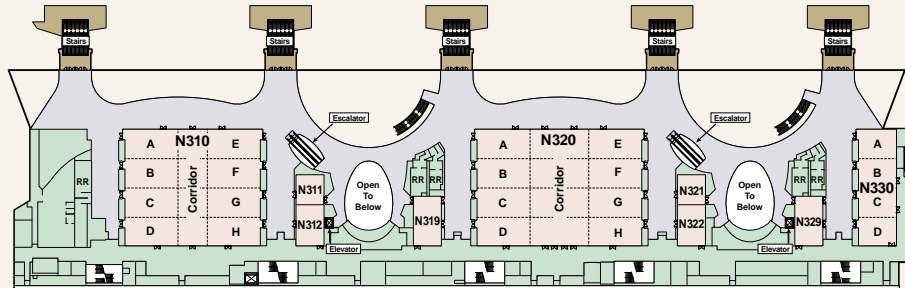 Stairs
Stairs
Stairs
Stairs
Stairs
Escalator
Escalator
A N310 E
A N320 E
A
B F
B F
B
RR
RR RR
RR RR
Corridor
Corridor
N311
N321
N330
Open
To
Below
Open
To
Below
C G
C G
C
N312
N319
N322
N329
D H
D H
D
Elevator
Elevator